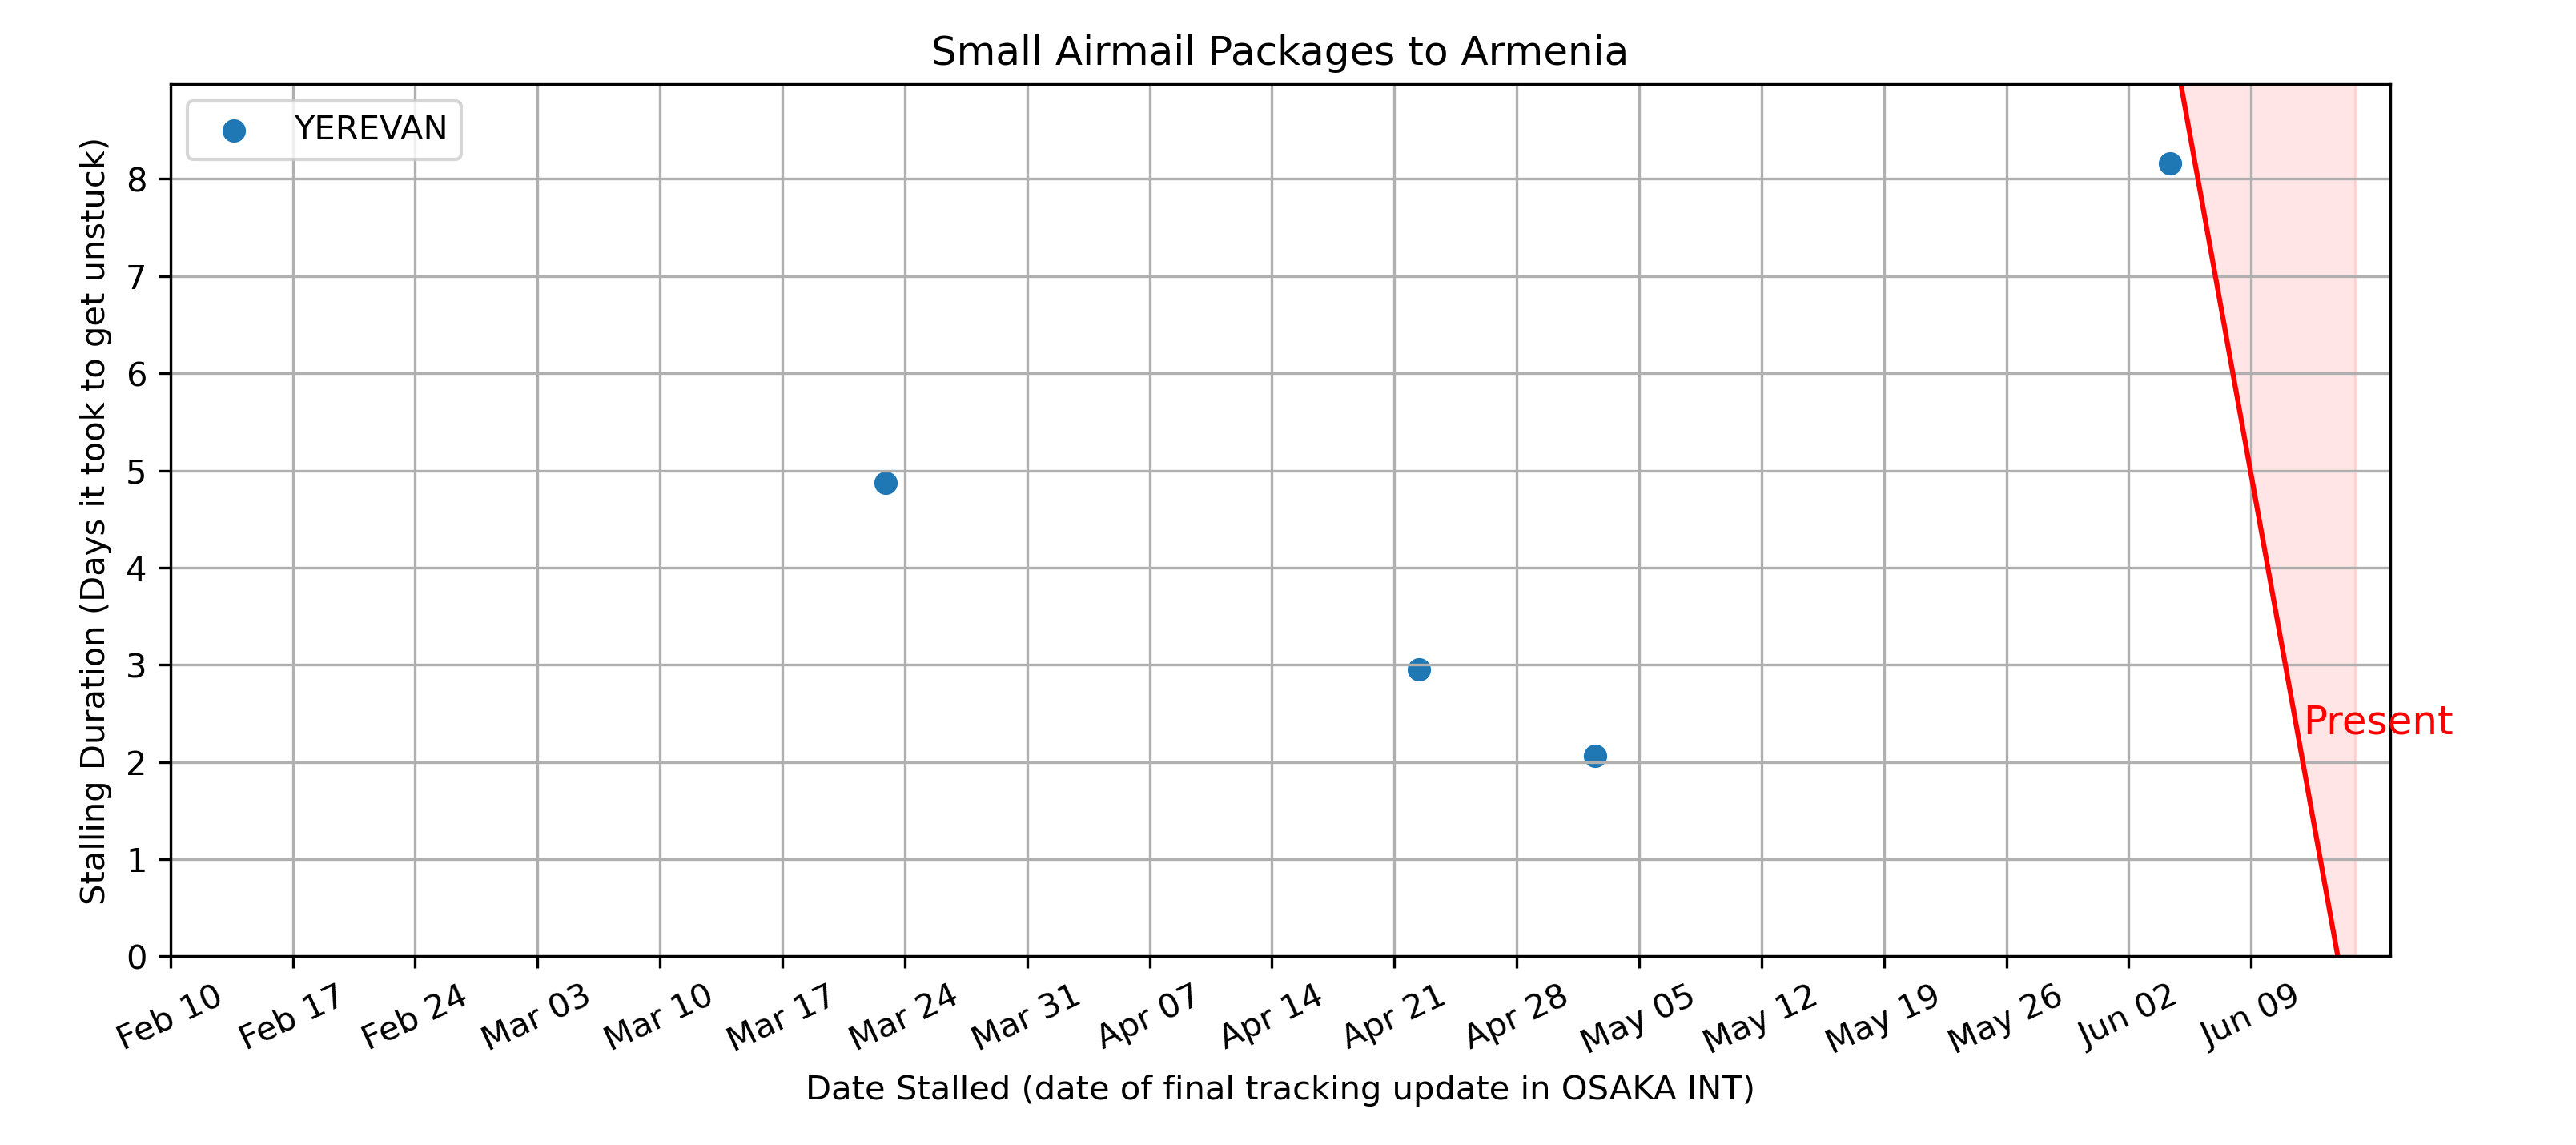 Small Airmail Packages to Armenia
YEREVAN
Stalling Duration (Days it took to get unstuck)
8
7
6
5
4
3
2
1
0
Present
Feb 10 Feb 17 Feb 24 Mar 03 Mar 10 Mar 17 Mar 24 Mar 31 Apr 07 Apr 14 Apr 21 Apr 28 May 05 May 12 May 19 May 26 Jun 02 Jun 09
Date Stalled (date of final tracking update in OSAKA INT)